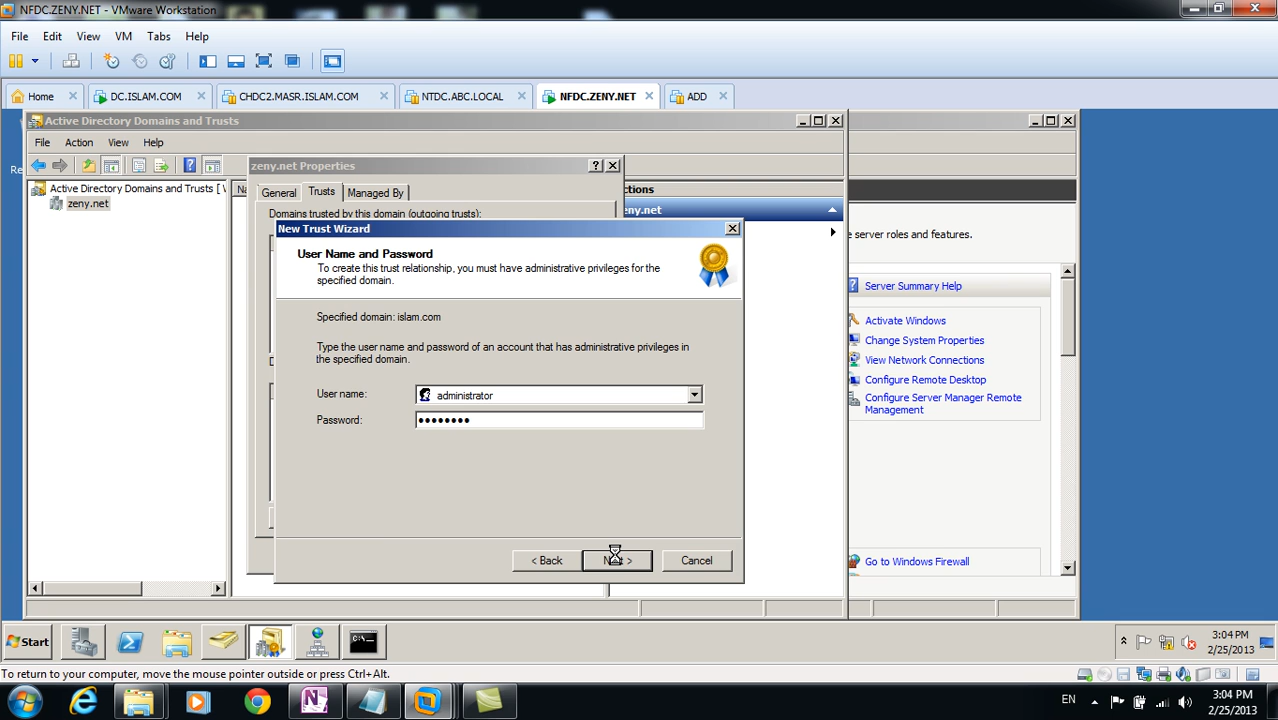 NFDC.ZENY.NET - VMware Workstation
File Edit View VM Tabs Help
Home DC.ISLAM.COM CHDC2.MASR.ISLAM.COM NTDC.ABC.LOCAL NFDC.ZENY.NET ADD
Active Directory Domains and Trusts
File Action View Help
zeny.net Properties
Active Directory Domains and Trusts [
zeny.net
General Trusts Managed By
Domains trusted by this domain (outgoing trusts):
ctions
eny.net
New Trust Wizard
User Name and Password
To create this trust relationship, you must have administrative privileges for the
specified domain.
Specified domain: islam.com
Type the user name and password of an account that has administrative privileges in
the specified domain.
User name: administrator
Password: ••••••••
< Back >
Cancel
e server roles and features.
Server Summary Help
Activate Windows
Change System Properties
View Network Connections
Configure Remote Desktop
Configure Server Manager Remote
Management
Go to Windows Firewall
Start
3:04 PM
2/25/2013
To return to your computer, move the mouse pointer outside or press Ctrl+Alt.
EN
3:04 PM
2/25/2013